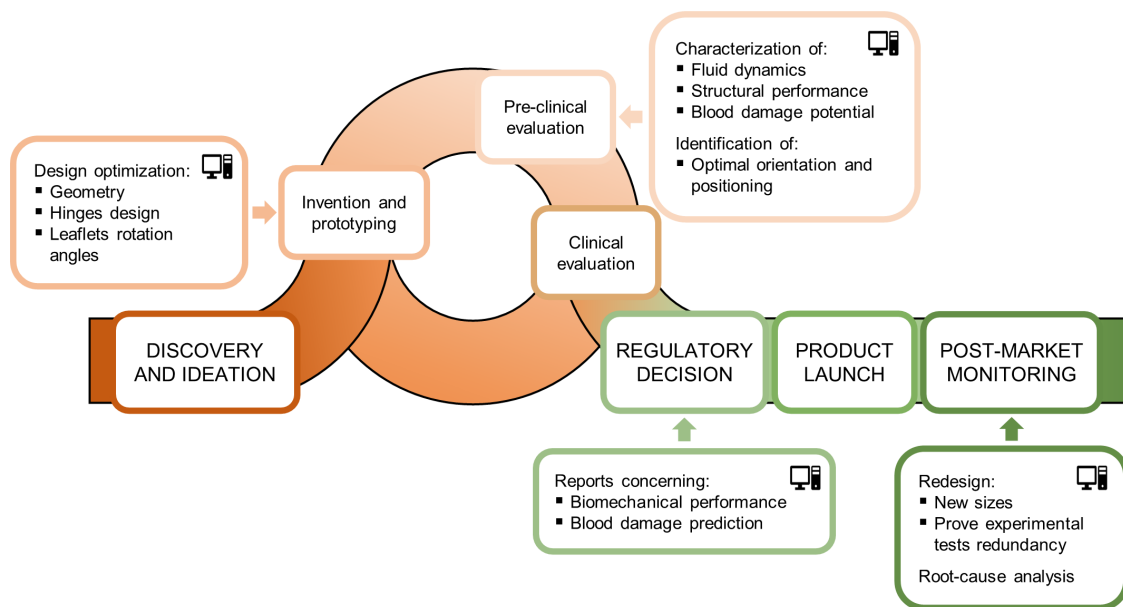 Design optimization:
▪ Geometry
▪ Hinges design
▪ Leaflets rotation
angles
Invention and
prototyping
Pre-clinical
evaluation
Characterization of:
▪ Fluid dynamics
▪ Structural performance
▪ Blood damage potential
Identification of:
▪ Optimal orientation and
positioning
Clinical
evaluation
DISCOVERY
AND IDEATION
REGULATORY
DECISION
PRODUCT
LAUNCH
POST-MARKET
MONITORING
Reports concerning:
▪ Biomechanical performance
▪ Blood damage prediction
Redesign:
▪ New sizes
▪ Prove experimental
tests redundancy
Root-cause analysis